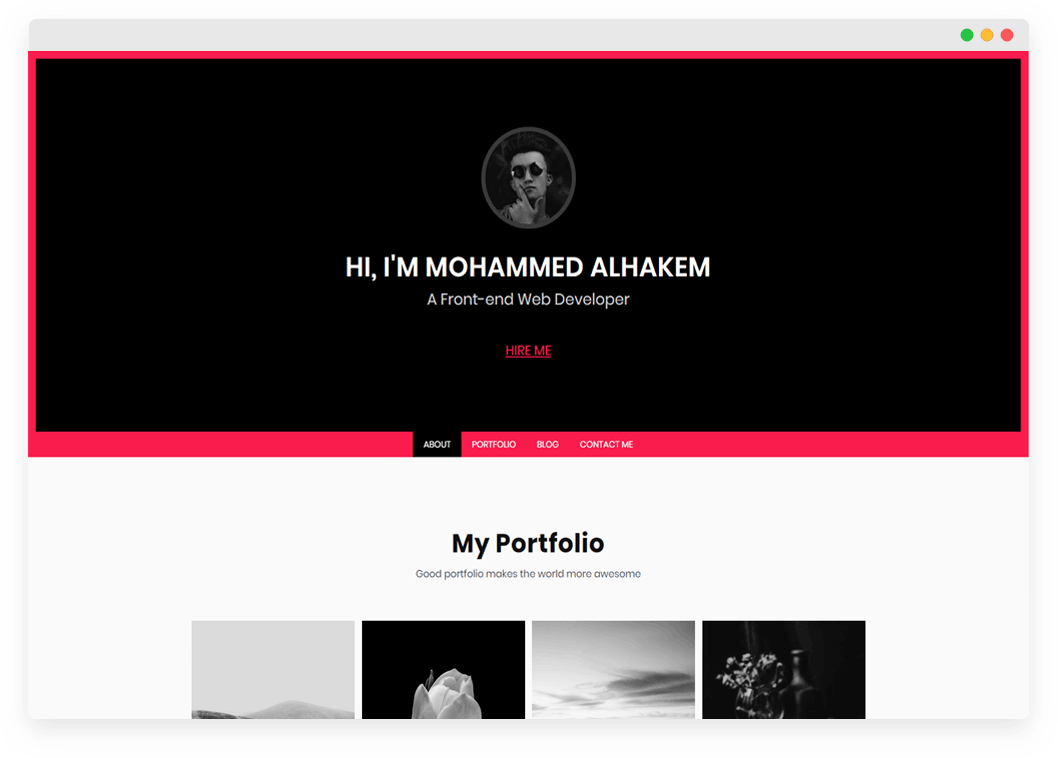 HI, I'M MOHAMMED ALHAKEM
A Front-end Web Developer
HIRE ME
ABOUT PORTFOLIO BLOG CONTACT ME
My Portfolio
Good portfolio makes the world more awesome